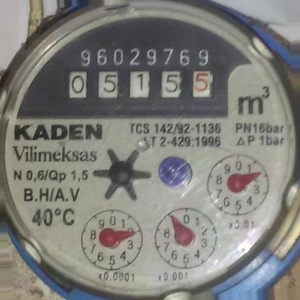 96029769
05155
m³
KADEN TCS 142/92-1136 PN16bar
Vilimeksas LT 2-429:1996 △P 1bar
N 0,6/Qp 1,5
B.H/A.V
40°C
x0.01
x0.0001 x0.001